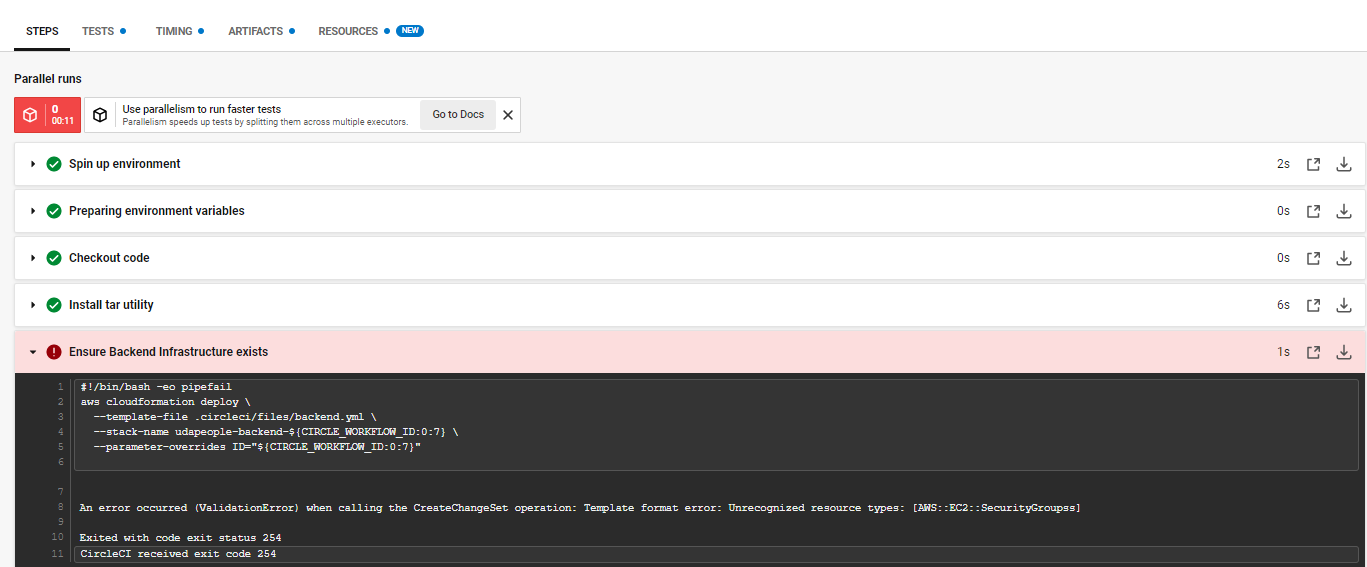 STEPS TESTS TIMING ARTIFACTS RESOURCES NEW
Parallel runs
0
00:11
Use parallelism to run faster tests
Parallelism speeds up tests by splitting them across multiple executors.
Go to Docs
Spin up environment 2s
Preparing environment variables 0s
Checkout code 0s
Install tar utility 6s
Ensure Backend Infrastructure exists 1s
1 #!/bin/bash -eo pipefail
2 aws cloudformation deploy \
3 --template-file .circleci/files/backend.yml \
4 --stack-name udapeople-backend-${CIRCLE_WORKFLOW_ID:0:7} \
5 --parameter-overrides ID="${CIRCLE_WORKFLOW_ID:0:7}"
6
7
8 An error occurred (ValidationError) when calling the CreateChangeSet operation: Template format error: Unrecognized resource types: [AWS::EC2::SecurityGroupss]
9
10 Exited with code exit status 254
11 CircleCI received exit code 254